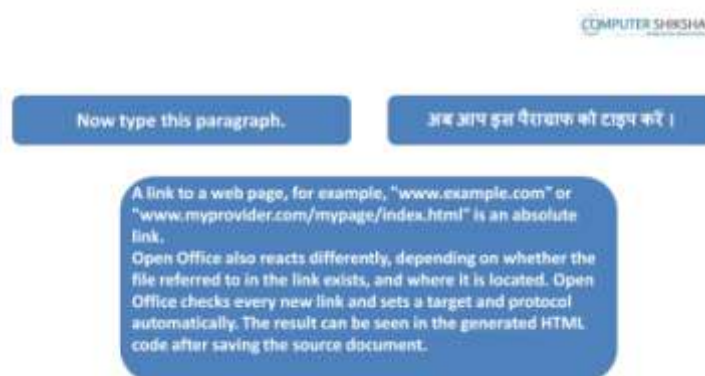 COMPUTER SHIKSHA
Now type this paragraph.
अब आप इस पैराग्राफ को टाइप करें ।
A link to a web page, for example, "www.example.com" or
"www.myprovider.com/mypage/index.html" is an absolute
link.
Open Office also reacts differently, depending on whether the
file referred to in the link exists, and where it is located. Open
Office checks every new link and sets a target and protocol
automatically. The result can be seen in the generated HTML
code after saving the source document.